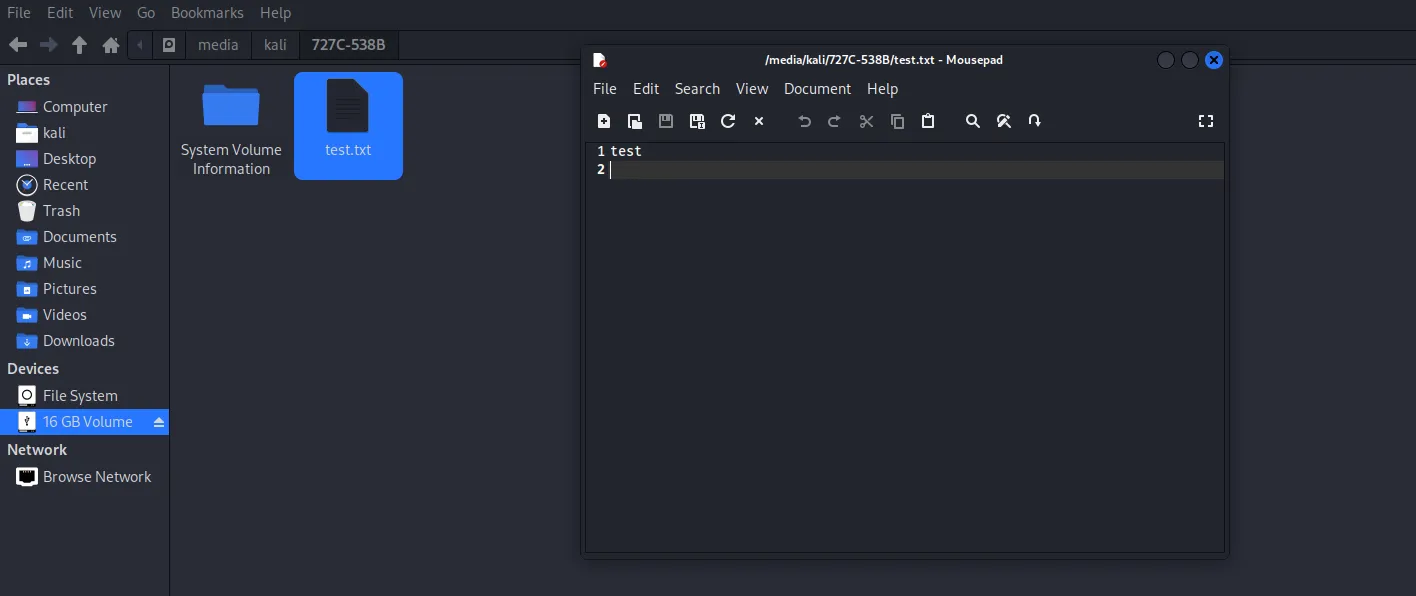 File Edit View Go Bookmarks Help
media kali 727C-538B
Places
Computer
kali
Desktop
Recent
Trash
Documents
Music
Pictures
Videos
Downloads
Devices
File System
16 GB Volume
Network
Browse Network
System Volume
Information
test.txt
/media/kali/727C-538B/test.txt - Mousepad
File Edit Search View Document Help
1 test
2